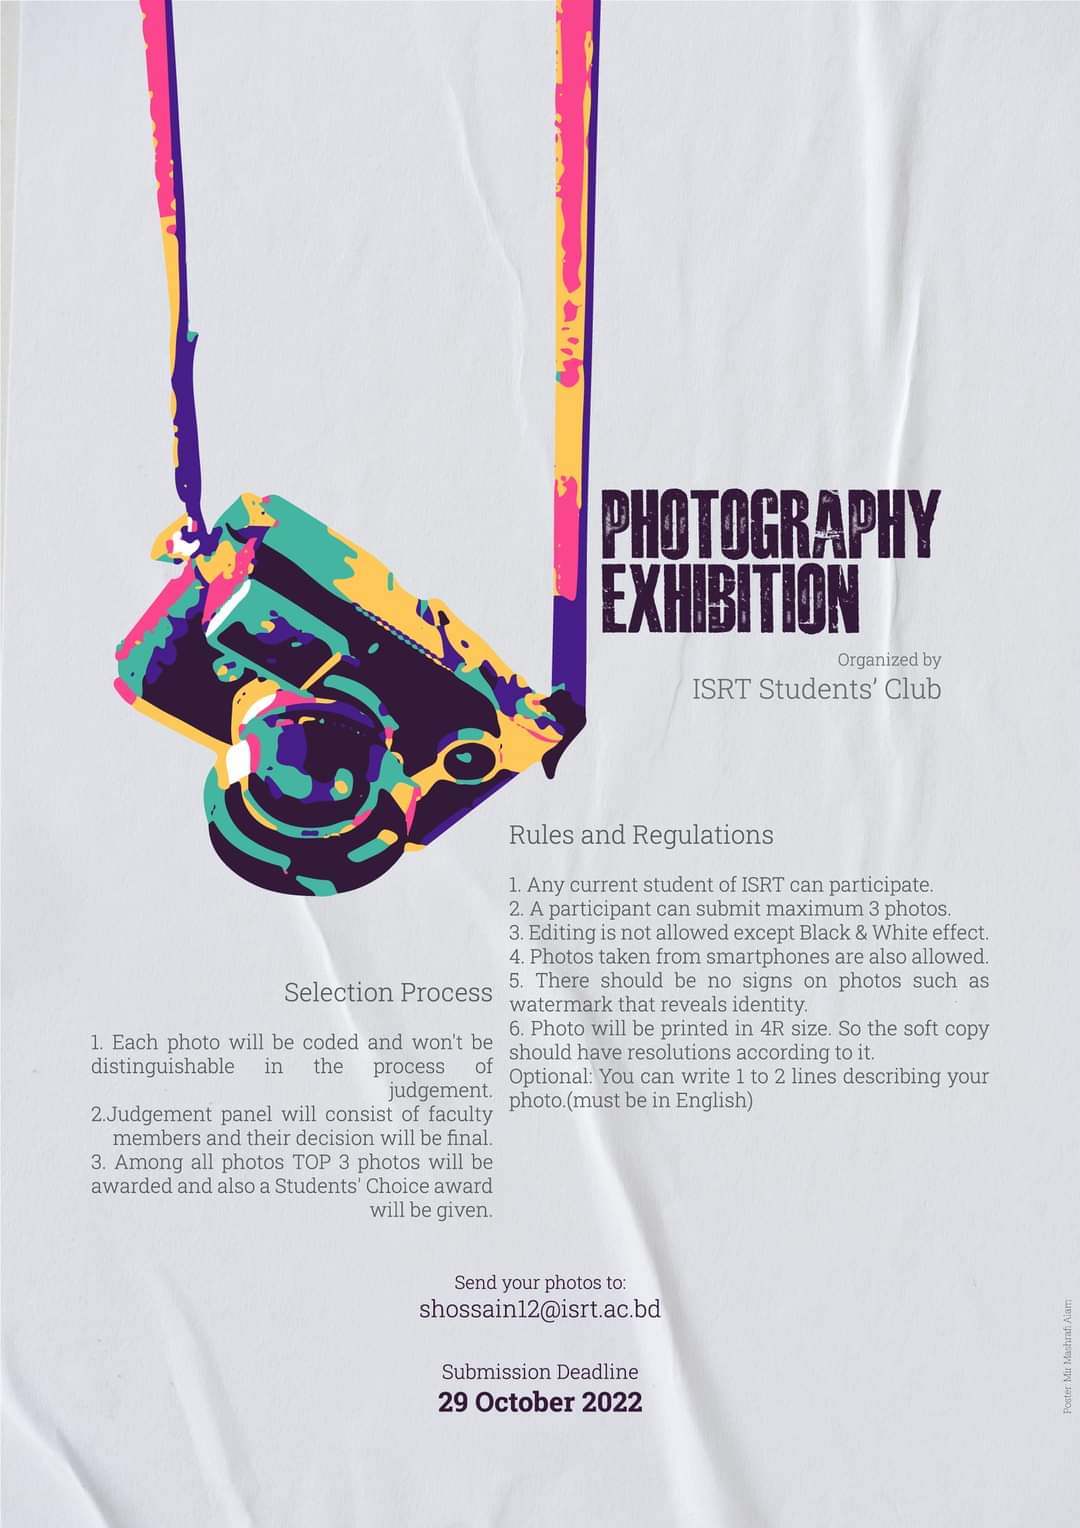 PHOTOGRAPHY
EXHIBITION
Organized by
ISRT Students' Club
Rules and Regulations
1. Any current student of ISRT can participate.
2. A participant can submit maximum 3 photos.
3. Editing is not allowed except Black & White effect.
4. Photos taken from smartphones are also allowed.
5. There should be no signs on photos such as
watermark that reveals identity.
6. Photo will be printed in 4R size. So the soft copy
should have resolutions according to it.
Optional: You can write 1 to 2 lines describing your
photo.(must be in English)
Selection Process
1. Each photo will be coded and won't be
distinguishable in the process of
judgement.
2.Judgement panel will consist of faculty
members and their decision will be final.
3. Among all photos TOP 3 photos will be
awarded and also a Students' Choice award
will be given.
Send your photos to:
shossain12@isrt.ac.bd
Submission Deadline
29 October 2022
Poster: Mir Mashrafi Alam